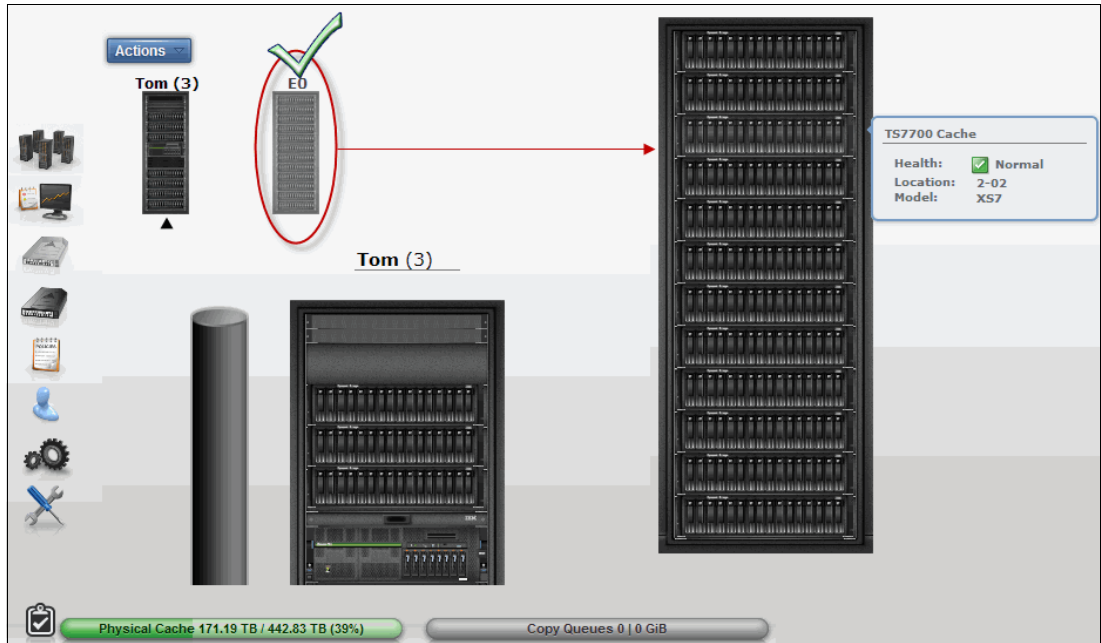 Actions
Tom (3)
E0
TS7700 Cache
Health: Normal
Location: 2-02
Model: XS7
Tom (3)
IBM
Physical Cache 171.19 TB / 442.83 TB (39%)
Copy Queues 0 | 0 GiB